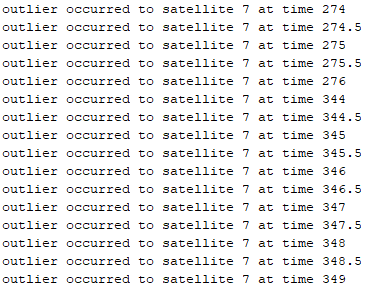 outlier occurred to satellite 7 at time 274
outlier occurred to satellite 7 at time 274.5
outlier occurred to satellite 7 at time 275
outlier occurred to satellite 7 at time 275.5
outlier occurred to satellite 7 at time 276
outlier occurred to satellite 7 at time 344
outlier occurred to satellite 7 at time 344.5
outlier occurred to satellite 7 at time 345
outlier occurred to satellite 7 at time 345.5
outlier occurred to satellite 7 at time 346
outlier occurred to satellite 7 at time 346.5
outlier occurred to satellite 7 at time 347
outlier occurred to satellite 7 at time 347.5
outlier occurred to satellite 7 at time 348
outlier occurred to satellite 7 at time 348.5
outlier occurred to satellite 7 at time 349